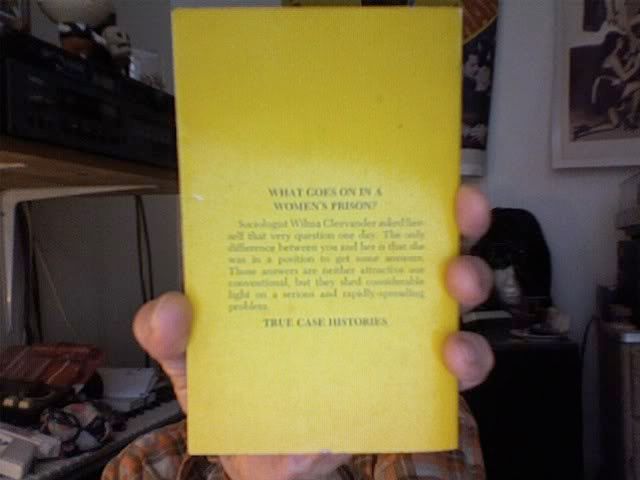 WHAT GOES ON IN A
WOMEN'S PRISON?
Sociologist Wilma Cleevander asked her-
self that very question one day. The only
difference between you and her is that she
was in a position to get some answers.
Those answers are neither attractive nor
conventional, but they shed considerable
light on a serious and rapidly-spreading
problem.
TRUE CASE HISTORIES